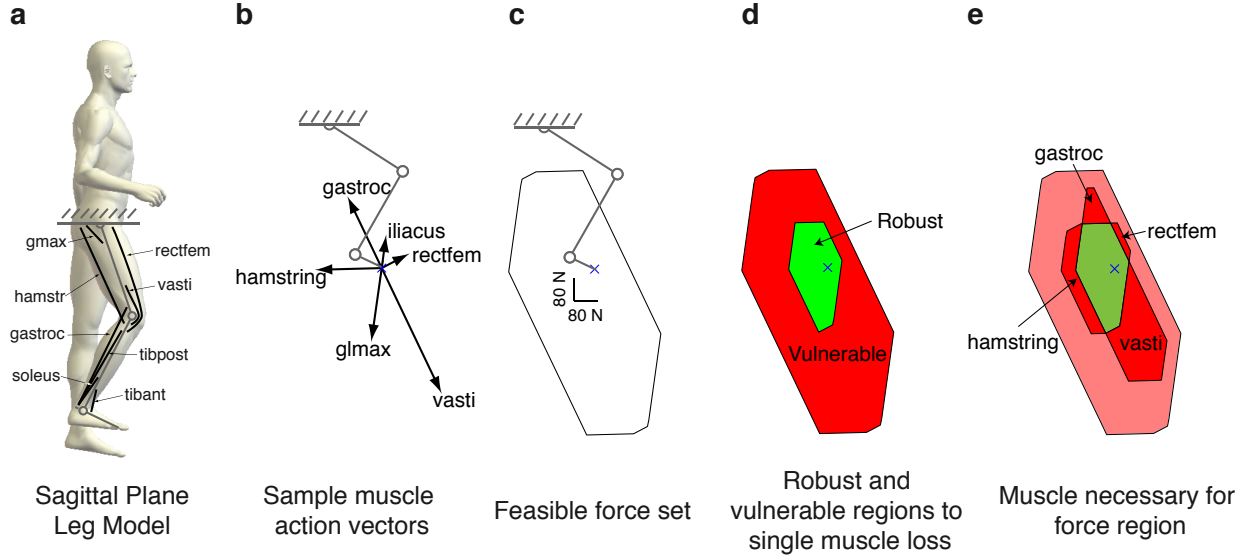 a
gmax
rectfem
vasti
hamstr
gastroc
tibpost
soleus
tibant
Sagittal Plane
Leg Model
b
gastroc
iliacus
rectfem
hamstring
glmax
vasti
Sample muscle
action vectors
c
80 N
80 N
Feasible force set
d
Robust
Vulnerable
Robust and
vulnerable regions to
single muscle loss
e
gastroc
rectfem
hamstring
vasti
Muscle necessary for
force region